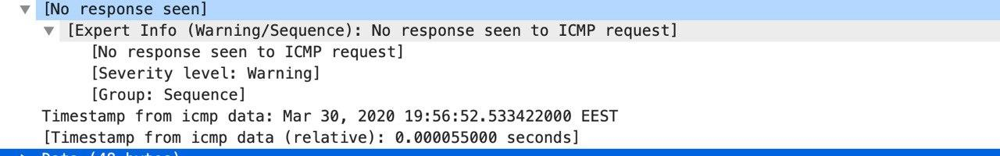 [No response seen]
[Expert Info (Warning/Sequence): No response seen to ICMP request]
[No response seen to ICMP request]
[Severity level: Warning]
[Group: Sequence]
Timestamp from icmp data: Mar 30, 2020 19:56:52.533422000 EEST
[Timestamp from icmp data (relative): 0.000055000 seconds]